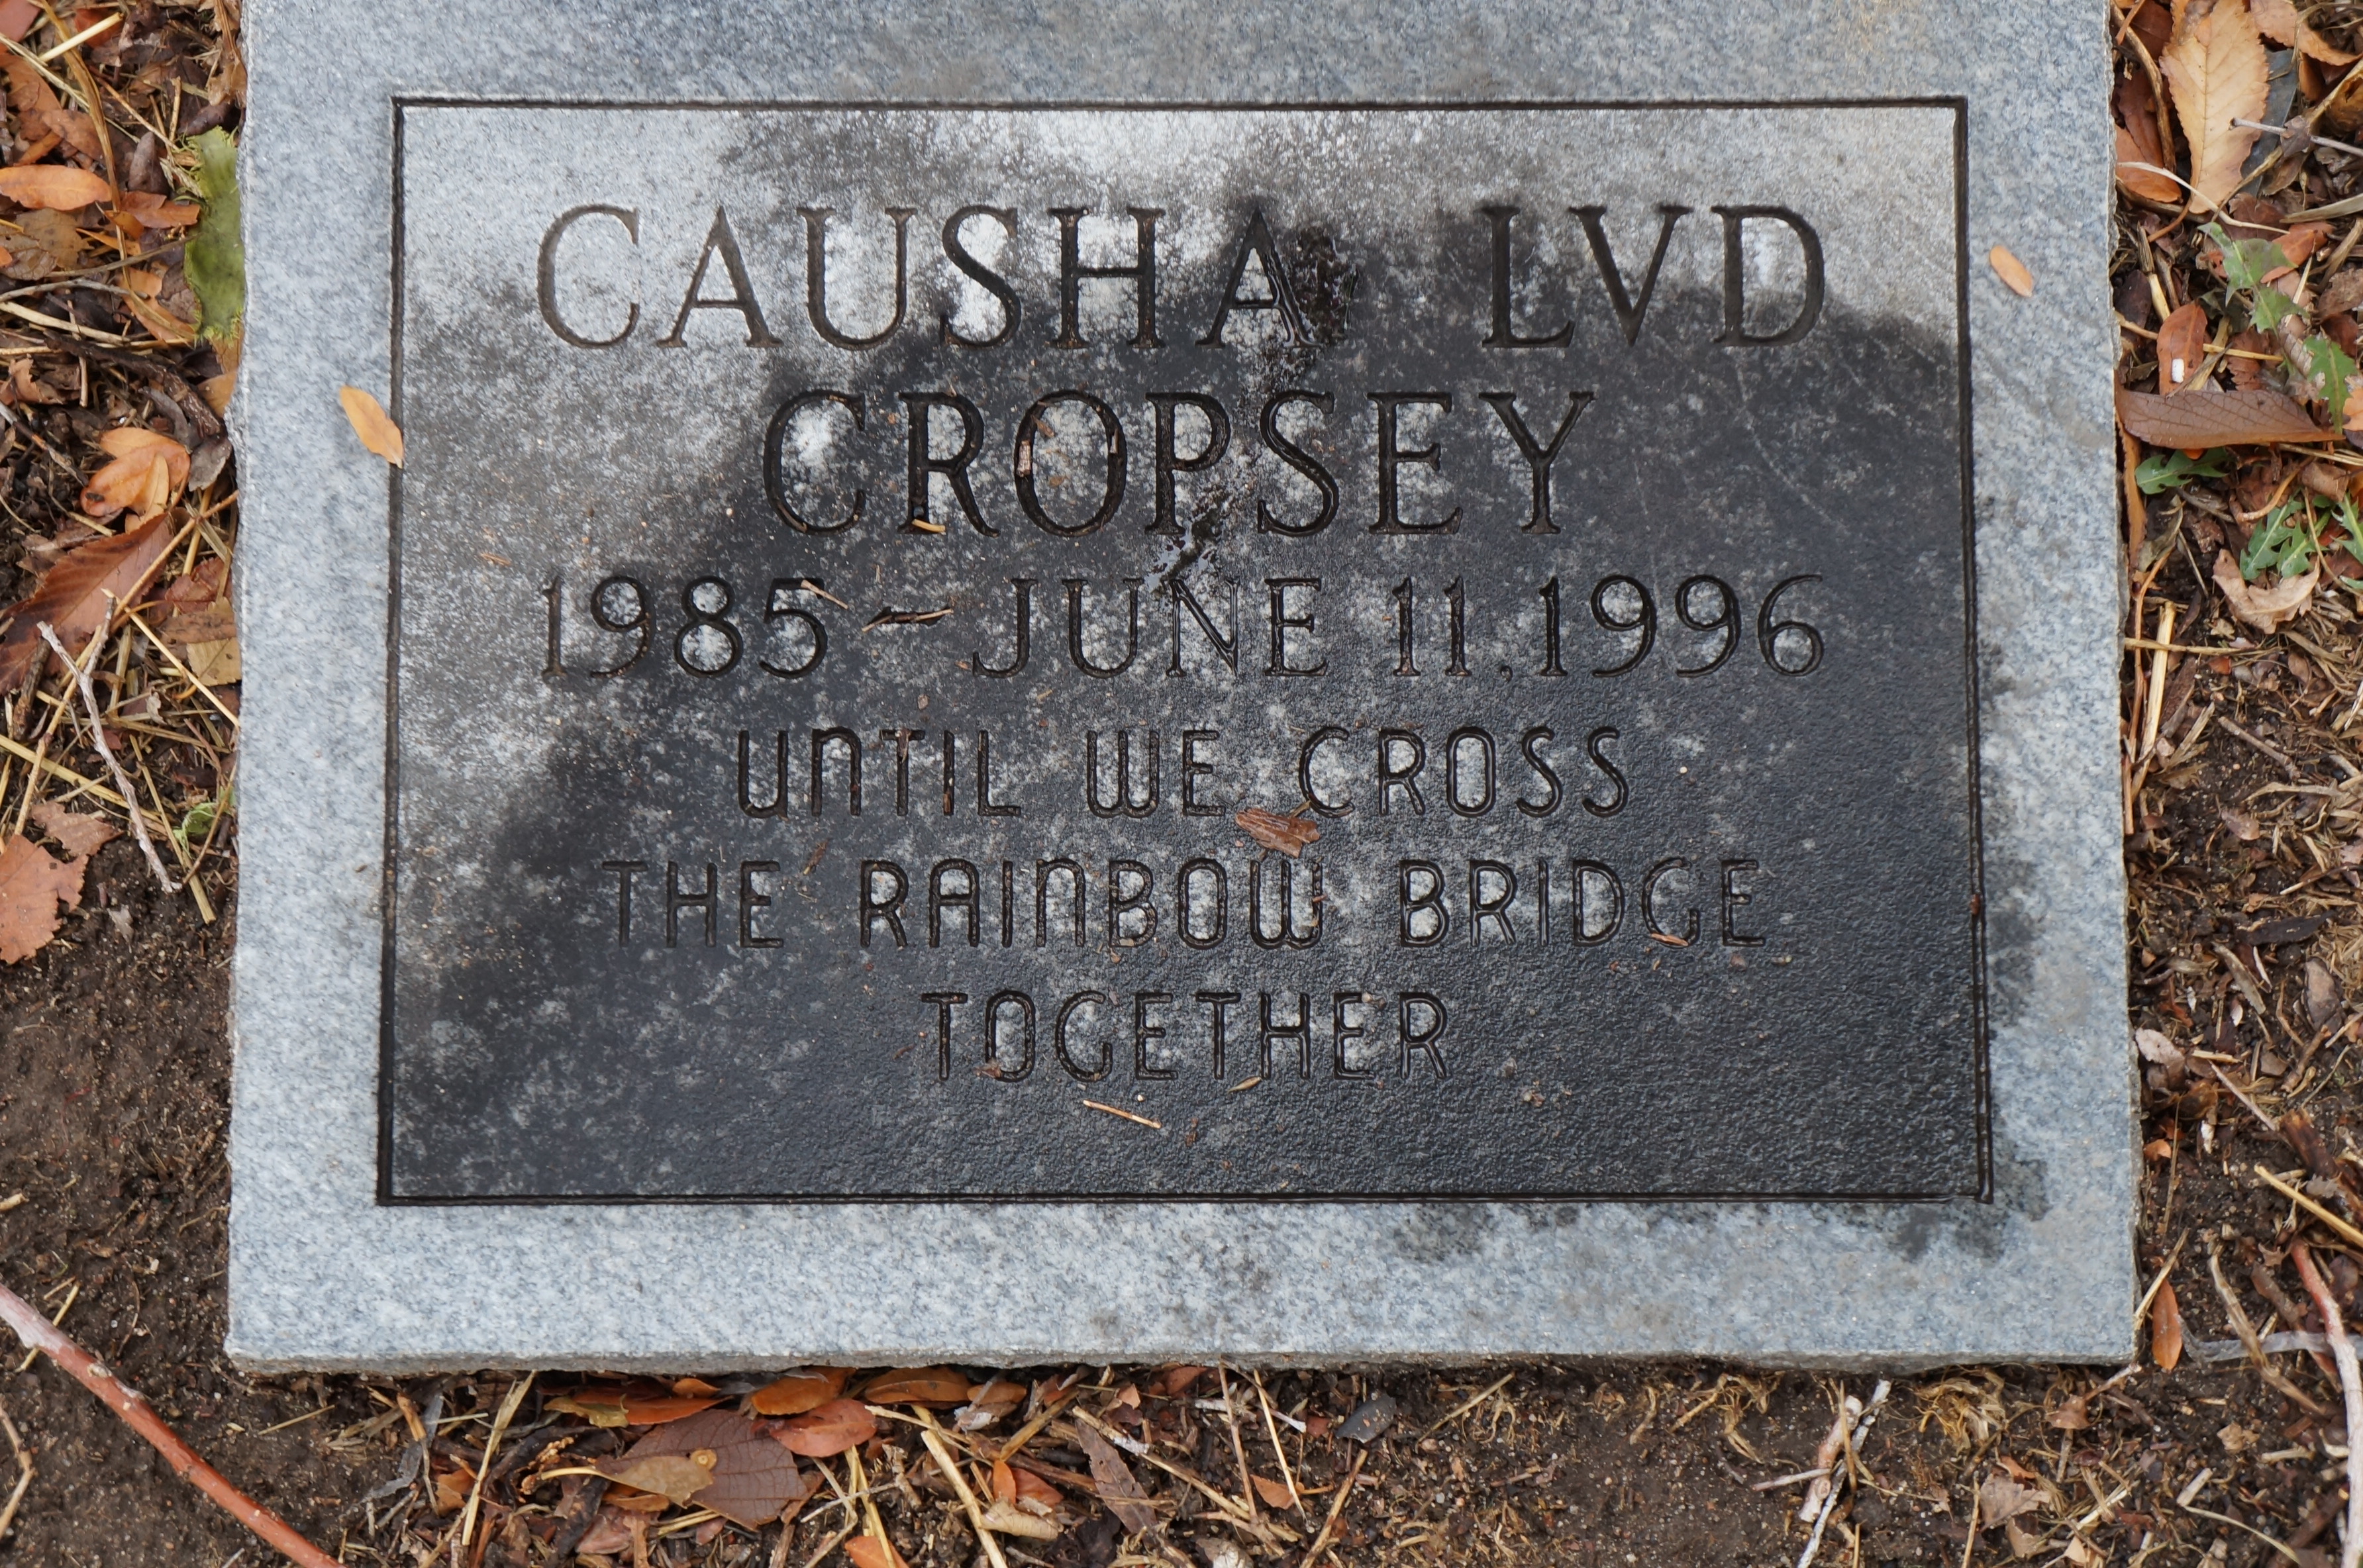 CAUSHA LVD
CROPSEY
1985 - JUNE 11, 1996
UNTIL WE CROSS
THE RAINBOW BRIDGE
TOGETHER